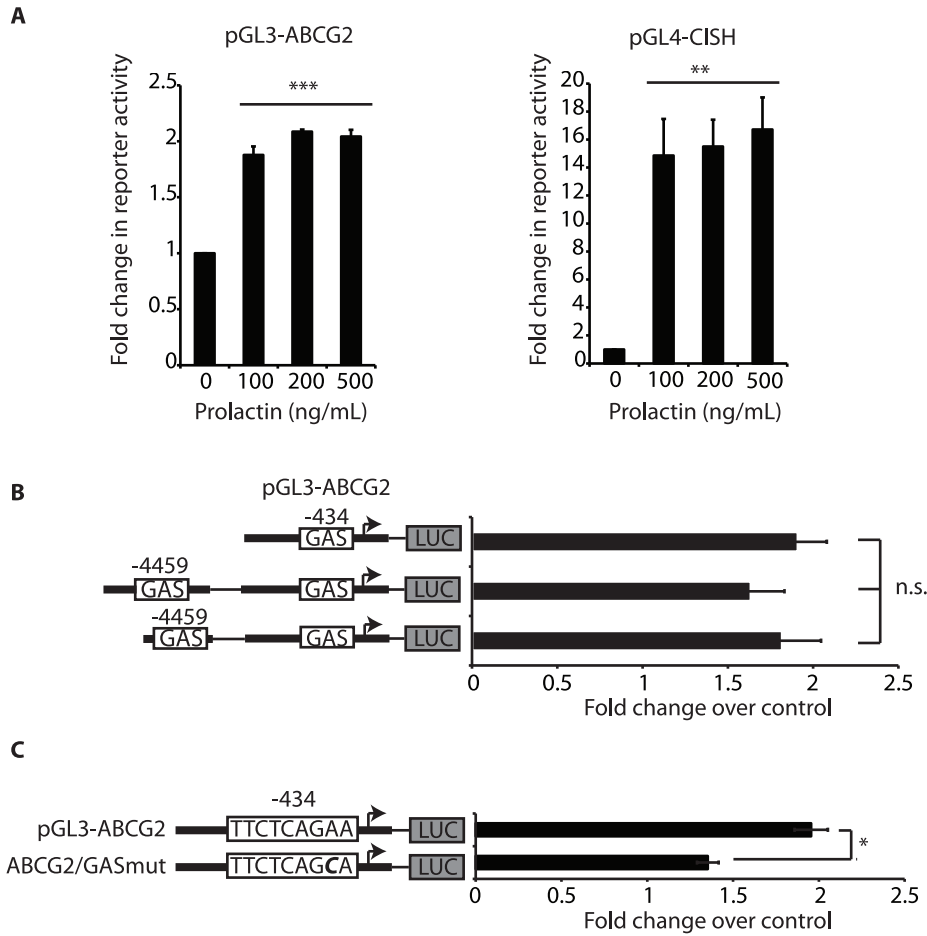 A
pGL3-ABCG2
Fold change in reporter activity
2.5
2
1.5
1
0.5
0
***
0 100 200 500
Prolactin (ng/mL)
pGL4-CISH
Fold change in reporter activity
20
18
16
14
12
10
8
6
4
2
0
**
0 100 200 500
Prolactin (ng/mL)
B
pGL3-ABCG2
-434
GAS LUC
-4459
GAS GAS LUC
-4459
GAS GAS LUC
n.s.
0 0.5 1 1.5 2 2.5
Fold change over control
C
-434
pGL3-ABCG2 TTCTCAGAA LUC
ABCG2/GASmut TTCTCAGCA LUC
*
0 0.5 1 1.5 2 2.5
Fold change over control